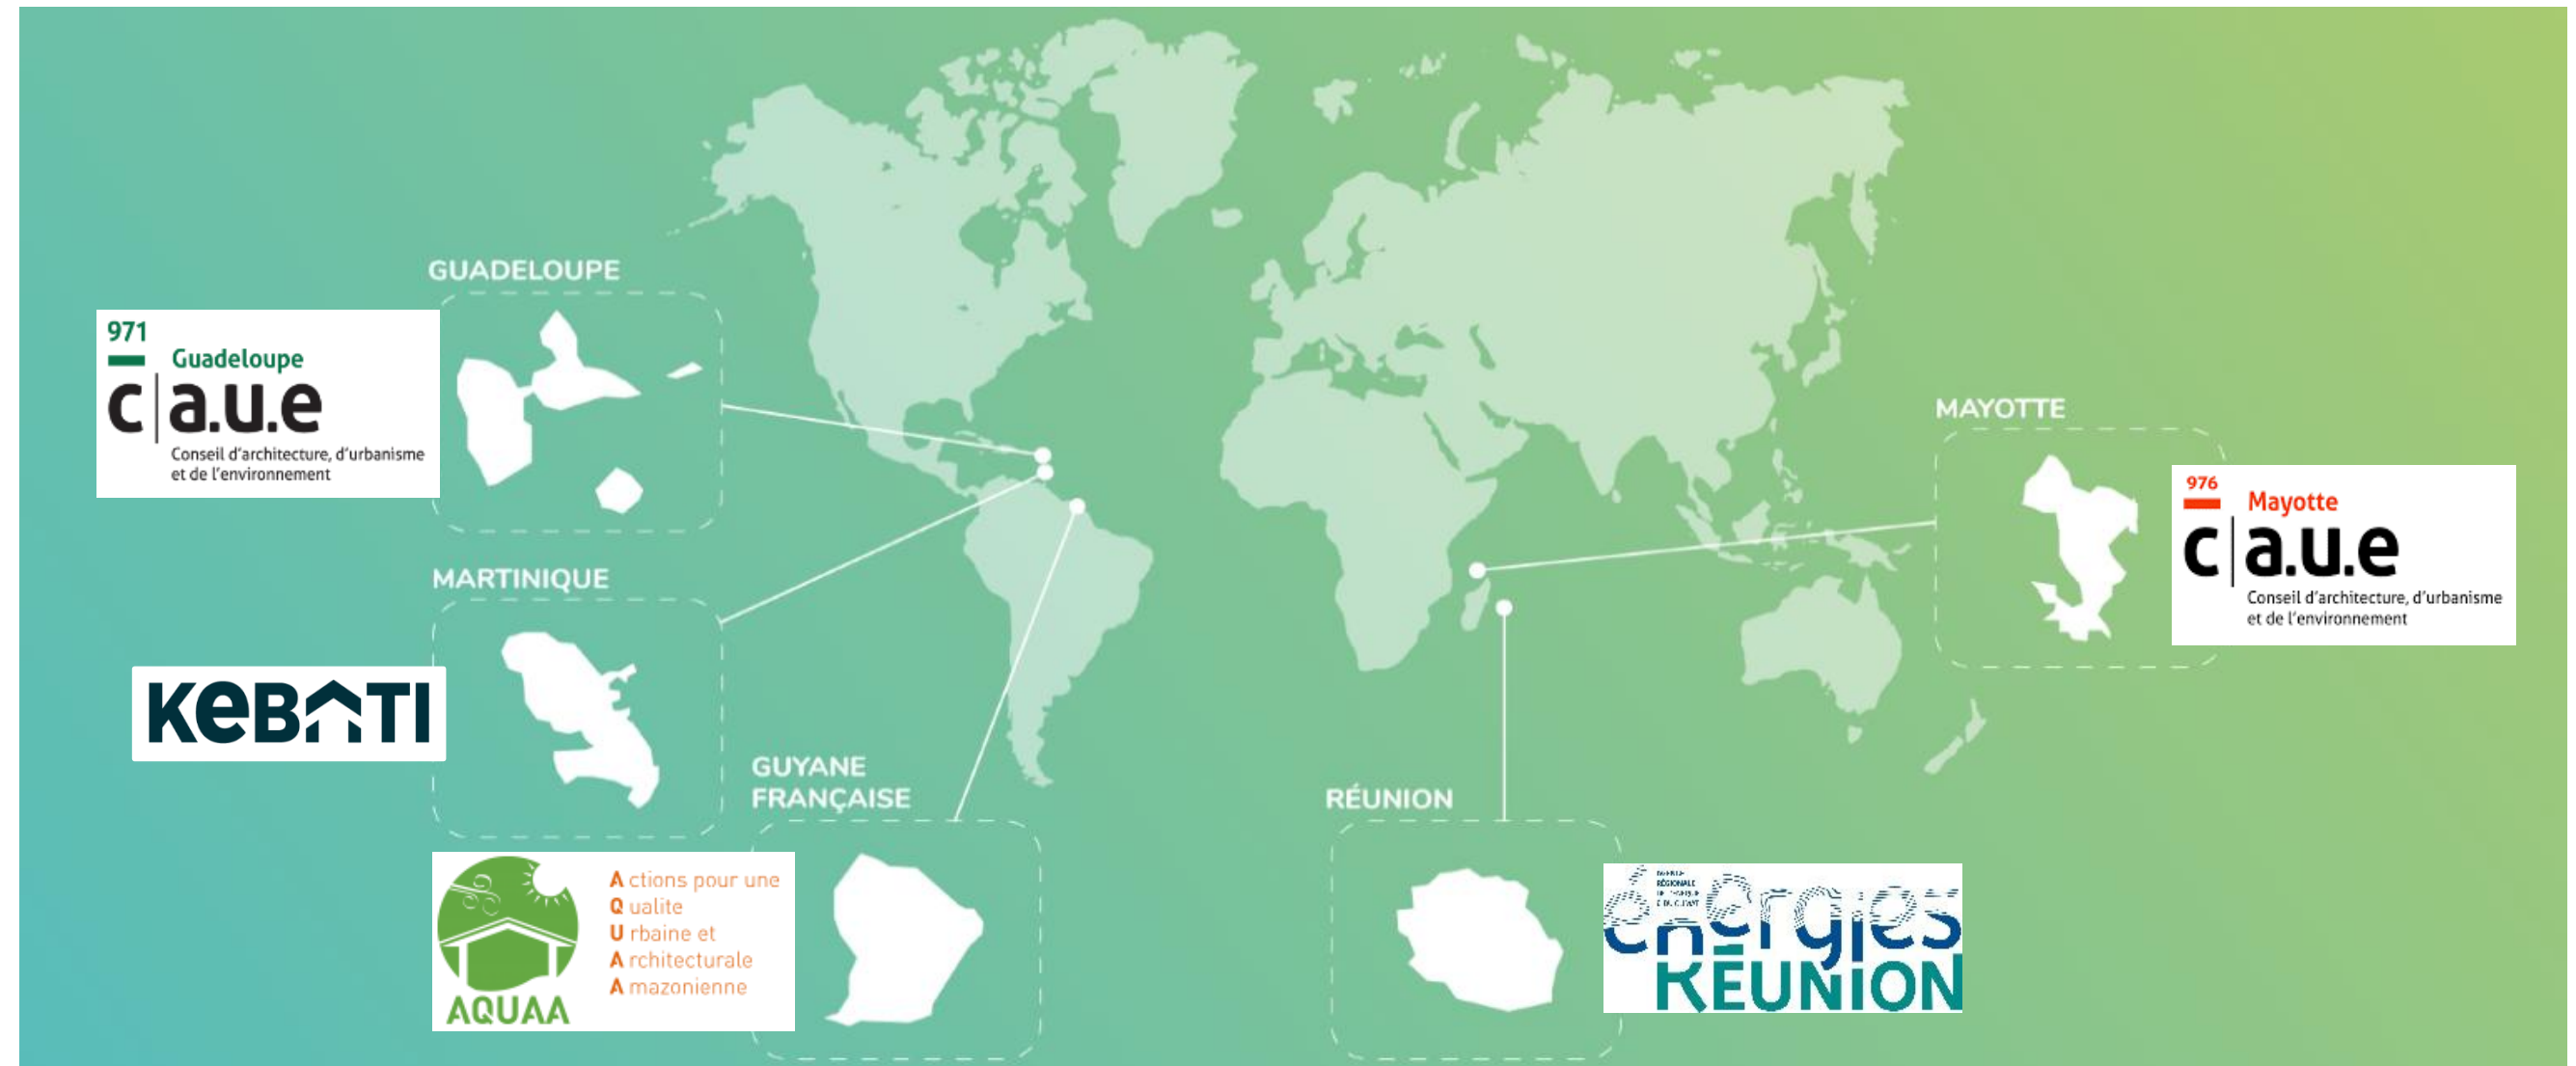 GUADELOUPE
971
Guadeloupe
c|a.u.e
Conseil d'architecture, d'urbanisme
et de l'environnement
MAYOTTE
976
Mayotte
c|a.u.e
Conseil d'architecture, d'urbanisme
et de l'environnement
MARTINIQUE
KeBATI
GUYANE
FRANÇAISE
AQUAA
A ctions pour une
Q ualite
U rbaine et
A rchitecturale
A mazonienne
RÉUNION
RÉGIONALE
énergies
RÉUNION